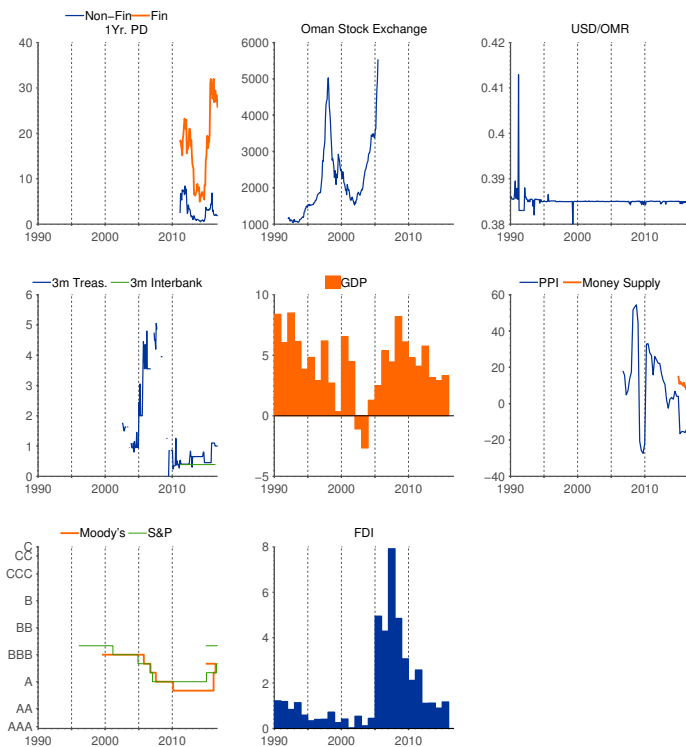 Non−Fin Fin
1Yr. PD
40
30
20
10
0
1990 2000 2010
Oman Stock Exchange
6000
5000
4000
3000
2000
1000
1990 2000 2010
USD/OMR
0.42
0.41
0.4
0.39
0.38
1990 2000 2010
3m Treas. 3m Interbank
6
5
4
3
2
1
0
1990 2000 2010
GDP
10
5
0
−5
1990 2000 2010
PPI Money Supply
60
40
20
0
−20
−40
1990 2000 2010
Moody's S&P
C
CC
CCC
B
BB
BBB
A
AA
AAA
1990 2000 2010
FDI
8
6
4
2
0
1990 2000 2010